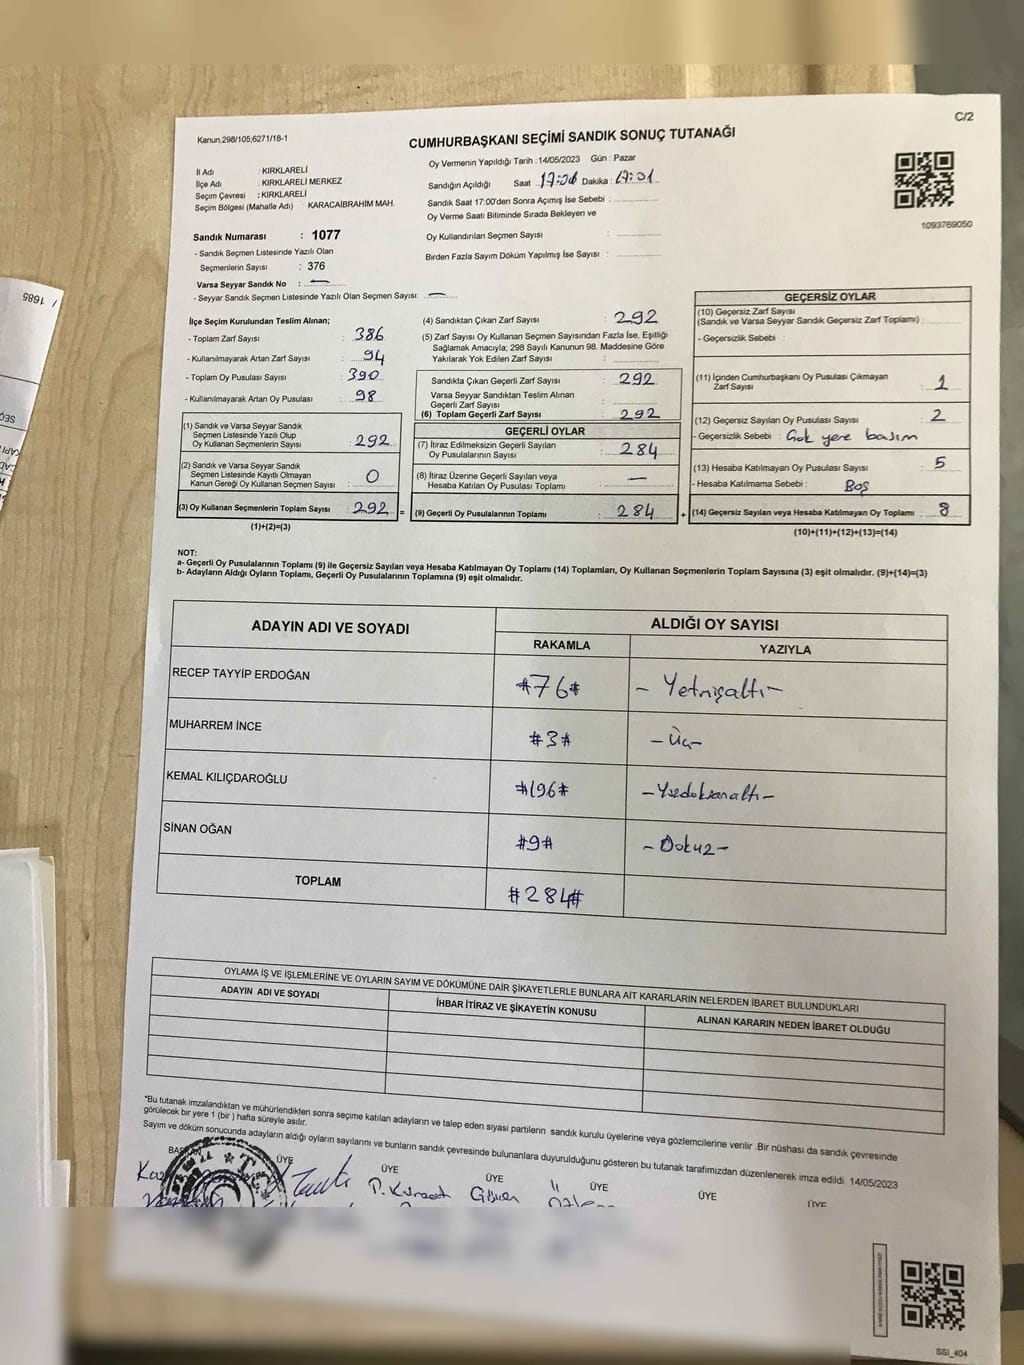 C/2
Kanun;298/105;6271/18-1
CUMHURBAŞKANI SEÇİMİ SANDIK SONUÇ TUTANAĞI
İl Adı : KIRKLARELİ
İlçe Adı : KIRKLARELİ MERKEZ
Seçim Çevresi : KIRKLARELİ
Seçim Bölgesi (Mahalle Adı) : KARACAİBRAHİM MAH.
Oy Vermenin Yapıldığı Tarih : 14/05/2023 Gün : Pazar
Sandığın Açıldığı Saat Dakika : 17:01
Sandık Saat 17:00'den Sonra Açımış İse Sebebi :
Oy Verme Saati Bitiminde Sırada Bekleyen ve
Oy Kullandırılan Seçmen Sayısı :
Birden Fazla Sayım Döküm Yapılmış İse Sayısı :
1093769050
Sandık Numarası : 1077
- Sandık Seçmen Listesinde Yazılı Olan
Seçmenlerin Sayısı : 376
Varsa Seyyar Sandık No : —
- Seyyar Sandık Seçmen Listesinde Yazılı Olan Seçmen Sayısı: —
İlçe Seçim Kurulundan Teslim Alınan;
- Toplam Zarf Sayısı : 386
- Kullanılmayarak Artan Zarf Sayısı : 94
- Toplam Oy Pusulası Sayısı : 390
- Kullanılmayarak Artan Oy Pusulası : 98
(1) Sandık ve Varsa Seyyar Sandık
Seçmen Listesinde Yazılı Olup
Oy Kullanan Seçmenlerin Sayısı : 292
(2) Sandık ve Varsa Seyyar Sandık
Seçmen Listesinde Kayıtlı Olmayan
Kanun Gereği Oy Kullanan Seçmen Sayısı : 0
(3) Oy Kullanan Seçmenlerin Toplam Sayısı : 292 =
(1)+(2)=(3)
(4) Sandıktan Çıkan Zarf Sayısı : 292
(5) Zarf Sayısı Oy Kullanan Seçmen Sayısından Fazla İse, Eşitliği
Sağlamak Amacıyla; 298 Sayılı Kanunun 98. Maddesine Göre
Yakılarak Yok Edilen Zarf Sayısı :
Sandıkta Çıkan Geçerli Zarf Sayısı : 292
Varsa Seyyar Sandıktan Teslim Alınan
Geçerli Zarf Sayısı :
(6) Toplam Geçerli Zarf Sayısı : 292
GEÇERLİ OYLAR
(7) İtiraz Edilmeksizin Geçerli Sayılan
Oy Pusulalarının Sayısı : 284
(8) İtiraz Üzerine Geçerli Sayılan veya
Hesaba Katılan Oy Pusulası Toplamı : —
(9) Geçerli Oy Pusulalarının Toplamı : 284 +
GEÇERSİZ OYLAR
(10) Geçersiz Zarf Sayısı
(Sandık ve Varsa Seyyar Sandık Geçersiz Zarf Toplamı) :
- Geçersizlik Sebebi :
(11) İçinden Cumhurbaşkanı Oy Pusulası Çıkmayan
Zarf Sayısı : 1
(12) Geçersiz Sayılan Oy Pusulası Sayısı : 2
- Geçersizlik Sebebi : Çok yere basım
(13) Hesaba Katılmayan Oy Pusulası Sayısı : 5
- Hesaba Katılmama Sebebi : Boş
(14) Geçersiz Sayılan veya Hesaba Katılmayan Oy Toplamı : 8
(10)+(11)+(12)+(13)=(14)
NOT:
a- Geçerli Oy Pusulalarının Toplamı (9) ile Geçersiz Sayılan veya Hesaba Katılmayan Oy Toplamı (14) Toplamları, Oy Kullanan Seçmenlerin Toplam Sayısına (3) eşit olmalıdır. (9)+(14)=(3)
b- Adayların Aldığı Oyların Toplamı, Geçerli Oy Pusulalarının Toplamına (9) eşit olmalıdır.
ADAYIN ADI VE SOYADI ALDIĞI OY SAYISI
RAKAMLA YAZIYLA
RECEP TAYYİP ERDOĞAN #76# - Yetmişaltı-
MUHARREM İNCE #3# -Üç-
KEMAL KILIÇDAROĞLU #196# -Yüzdoksanaltı-
SİNAN OĞAN #9# -Dokuz-
TOPLAM #284#
OYLAMA İŞ VE İŞLEMLERİNE VE OYLARIN SAYIM VE DÖKÜMÜNE DAİR ŞİKAYETLERLE BUNLARA AİT KARARLARIN NELERDEN İBARET BULUNDUKLARI
ADAYIN ADI VE SOYADI İHBAR İTİRAZ VE ŞİKAYETİN KONUSU ALINAN KARARIN NEDEN İBARET OLDUĞU
*Bu tutanak imzalandıktan ve mühürlendikten sonra seçime katılan adayların ve talep eden siyasi partilerin sandık kurulu üyelerine veya gözlemcilerine verilir .Bir nüshası da sandık çevresinde
görülecek bir yere 1 (bir ) hafta süreyle asılır.
Sayım ve döküm sonucunda adayların aldığı oyların sayılarını ve bunların sandık çevresinde bulunanlara duyurulduğunu gösteren bu tutanak tarafımızdan düzenlenerek imza edildi 14/05/2023
BAŞKAN ÜYE ÜYE ÜYE ÜYE ÜYE ÜYE
SSİ_404
/ 1685